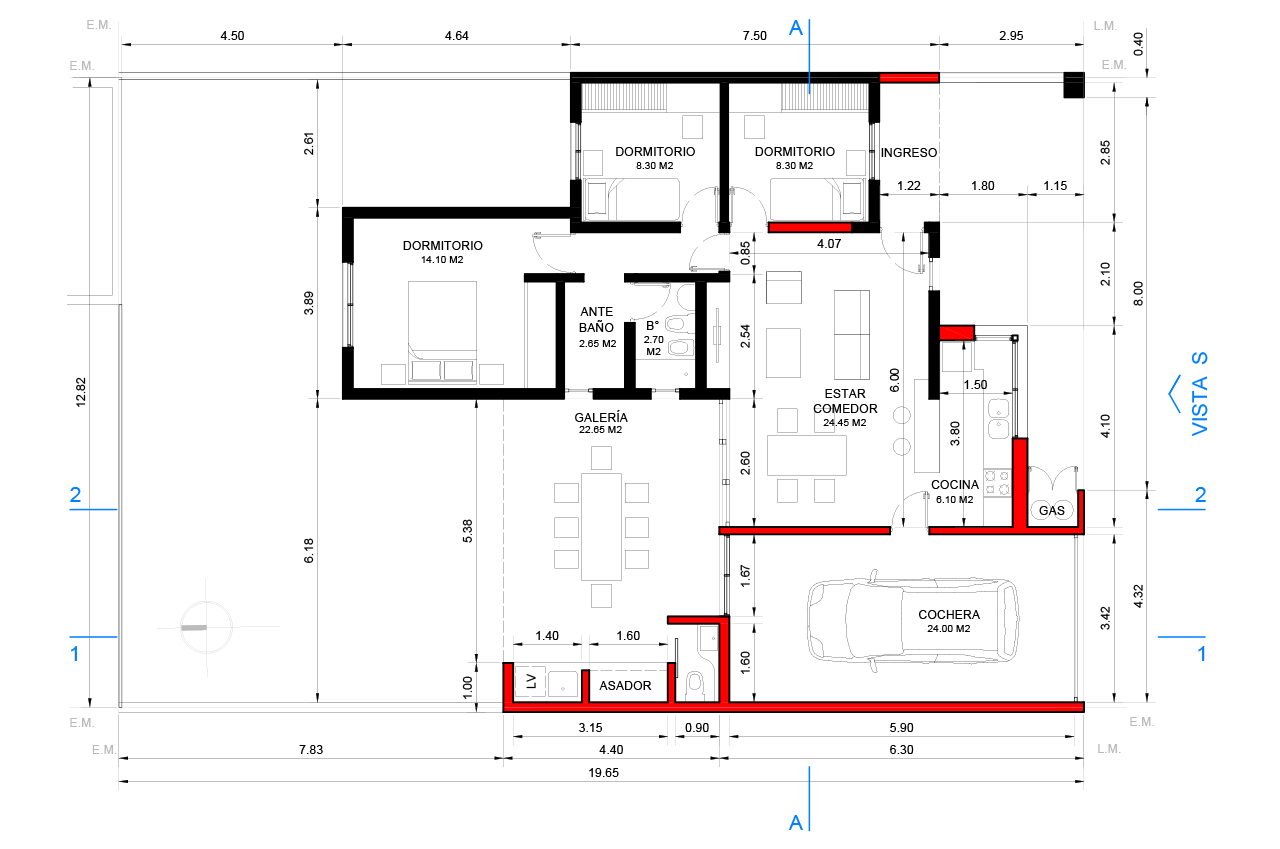 E.M.
A
L.M.
4.50
4.64
7.50
2.95
0.40
E.M.
E.M.
2.61
DORMITORIO
8.30 M2
DORMITORIO
8.30 M2
INGRESO
2.85
1.22
1.80
1.15
DORMITORIO
14.10 M2
0.85
4.07
2.10
8.00
3.89
ANTE
BAÑO
2.65 M2
B°
2.70
M2
2.54
12.82
6.00
1.50
VISTA S
ESTAR
COMEDOR
24.45 M2
GALERÍA
22.65 M2
3.80
4.10
2.60
COCINA
6.10 M2
2
2
GAS
5.38
6.18
1.67
4.32
3.42
COCHERA
24.00 M2
1.40
1.60
1
1
1.60
LV
ASADOR
1.00
E.M.
E.M.
3.15
0.90
5.90
E.M.
7.83
4.40
6.30
L.M.
19.65
A